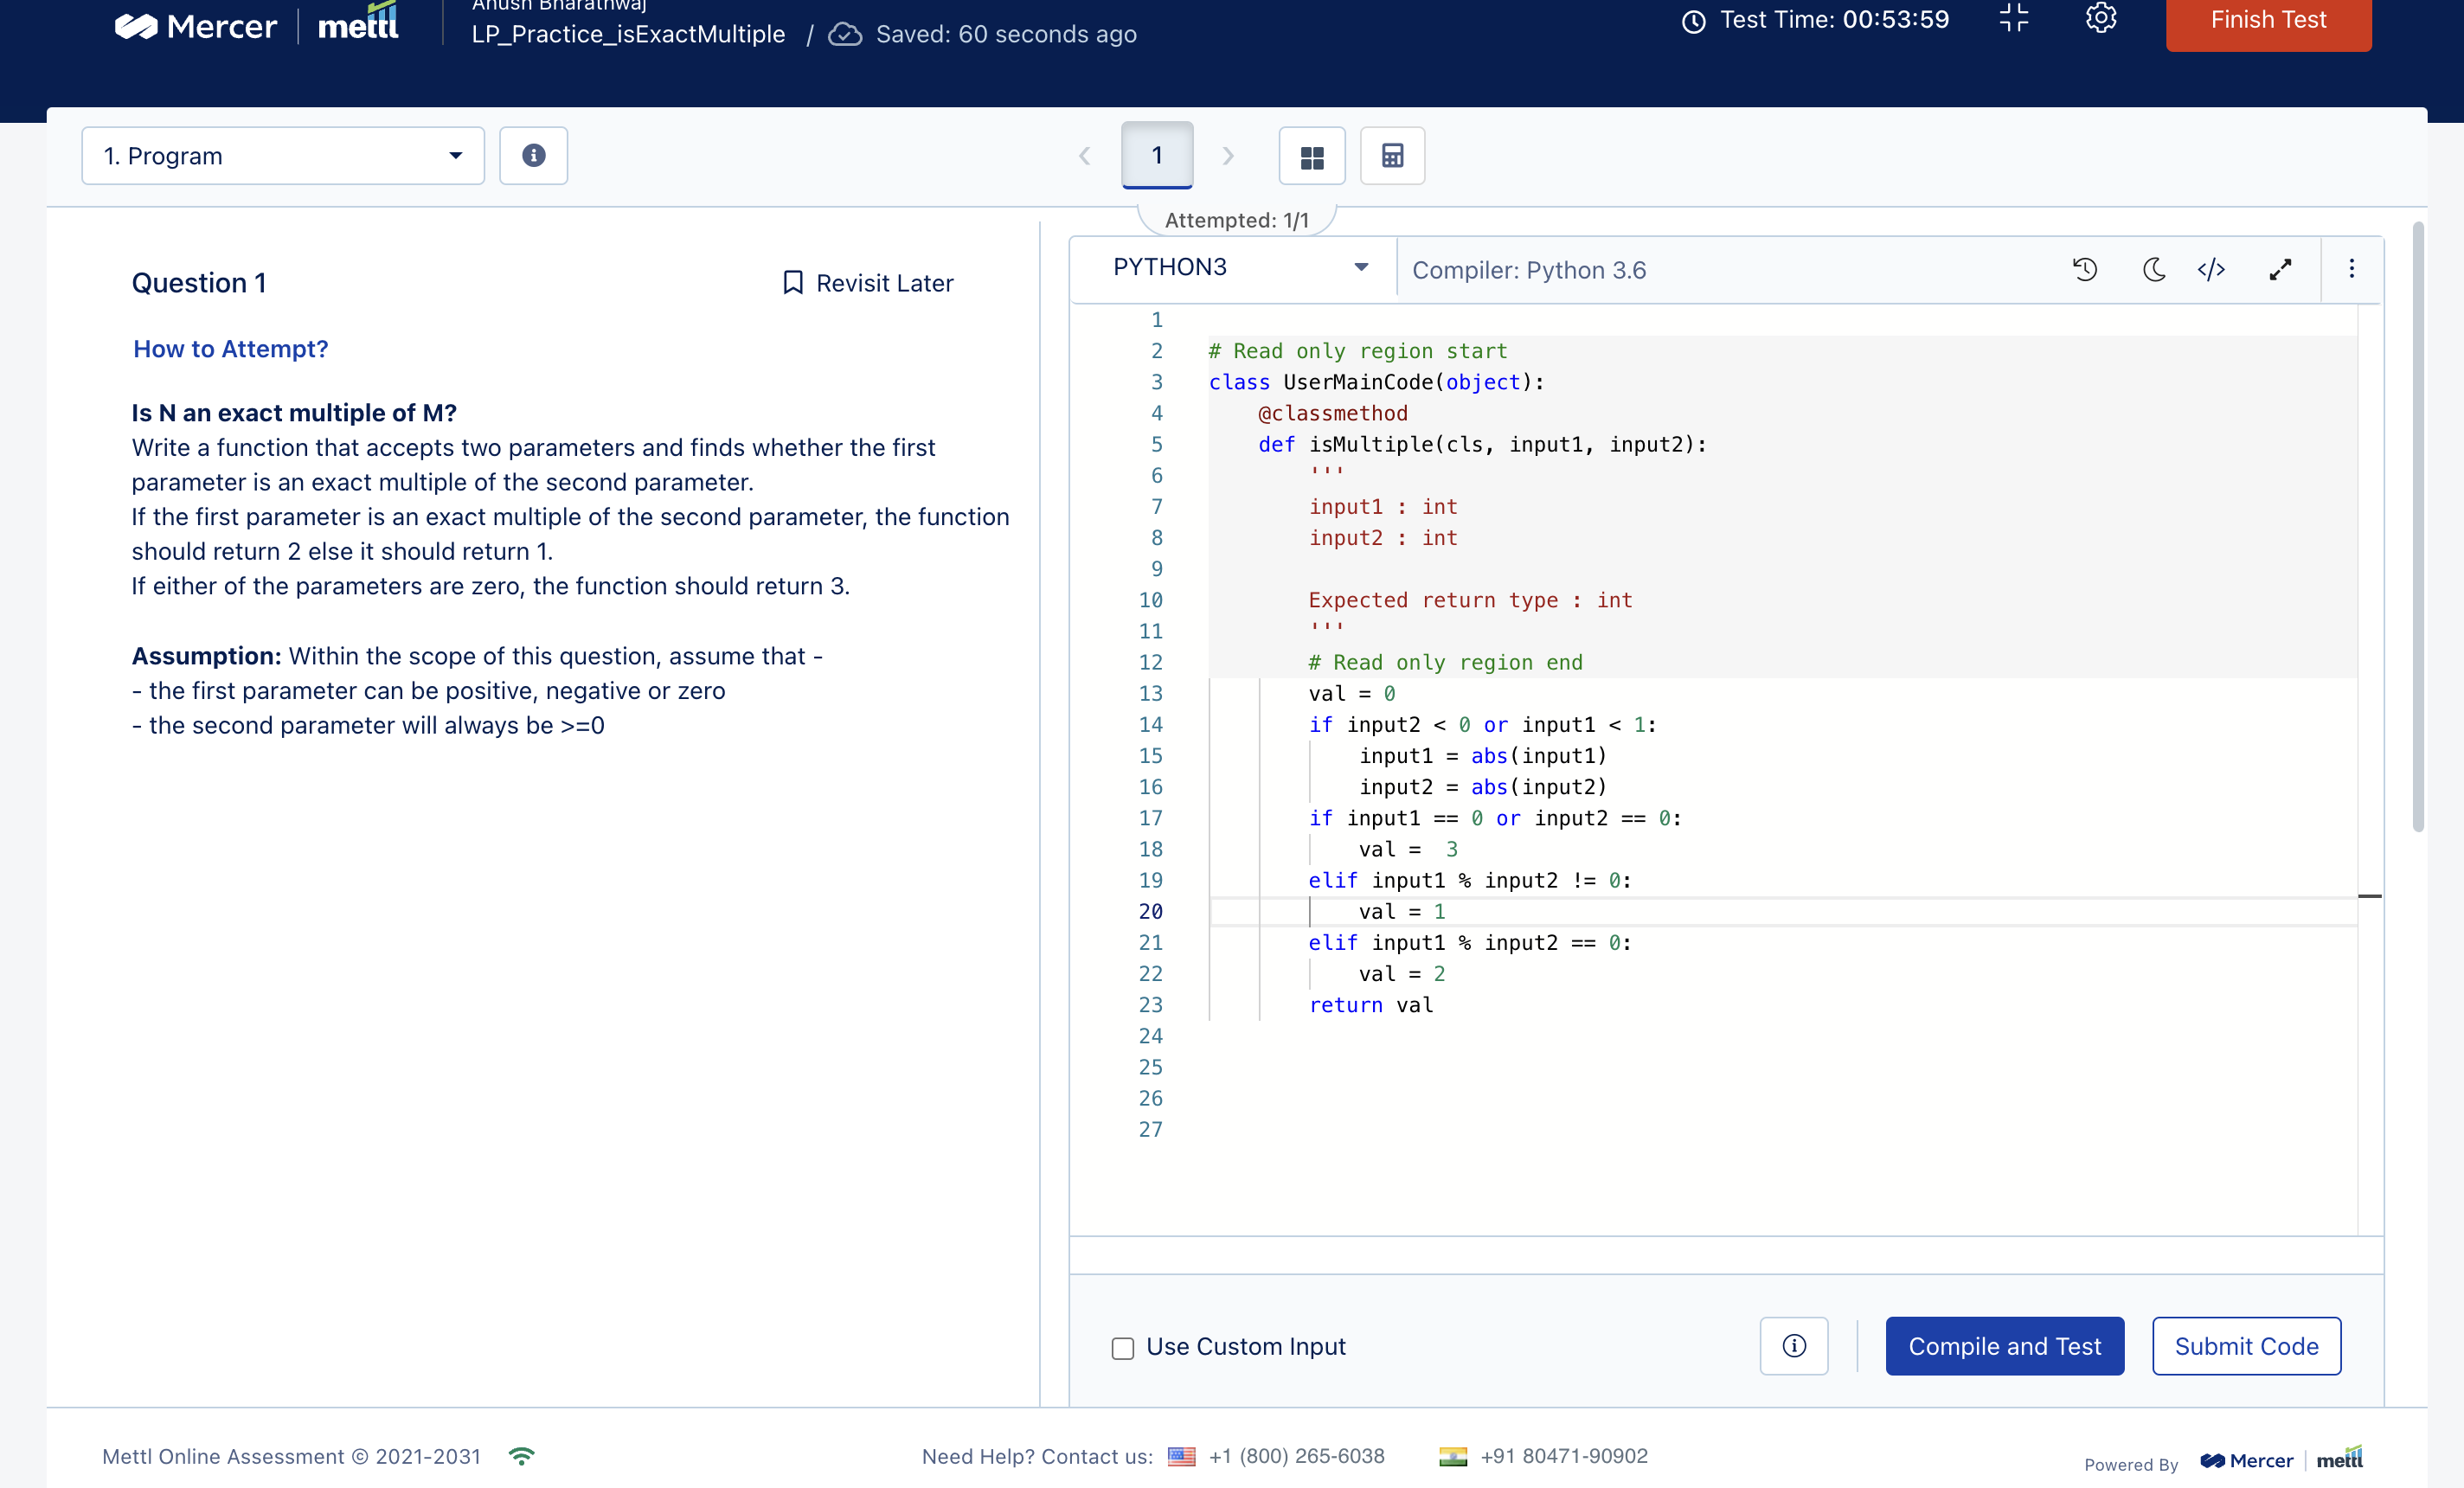 Mercer mettl
Anush Bharathwaj
LP_Practice_isExactMultiple / Saved: 60 seconds ago
Test Time: 00:53:59
Finish Test
1. Program
1
Attempted: 1/1
Question 1
Revisit Later
How to Attempt?
Is N an exact multiple of M?
Write a function that accepts two parameters and finds whether the first
parameter is an exact multiple of the second parameter.
If the first parameter is an exact multiple of the second parameter, the function
should return 2 else it should return 1.
If either of the parameters are zero, the function should return 3.
Assumption: Within the scope of this question, assume that -
- the first parameter can be positive, negative or zero
- the second parameter will always be >=0
PYTHON3
Compiler: Python 3.6
1
2 # Read only region start
3 class UserMainCode(object):
4     @classmethod
5     def isMultiple(cls, input1, input2):
6         '''
7         input1 : int
8         input2 : int
9
10         Expected return type : int
11         '''
12         # Read only region end
13         val = 0
14         if input2 < 0 or input1 < 1:
15             input1 = abs(input1)
16             input2 = abs(input2)
17         if input1 == 0 or input2 == 0:
18             val =  3
19         elif input1 % input2 != 0:
20             val = 1
21         elif input1 % input2 == 0:
22             val = 2
23         return val
24
25
26
27
Use Custom Input
Compile and Test
Submit Code
Mettl Online Assessment © 2021-2031
Need Help? Contact us: +1 (800) 265-6038 +91 80471-90902
Powered By Mercer mettl